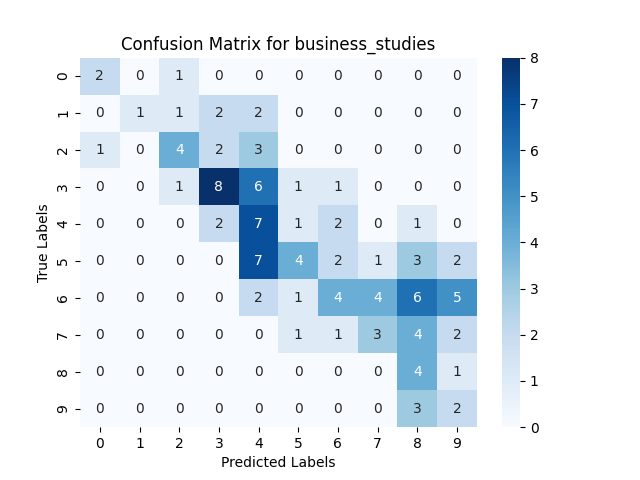 Confusion Matrix for business_studies
0 2 0 1 0 0 0 0 0 0 0
1 0 1 1 2 2 0 0 0 0 0
2 1 0 4 2 3 0 0 0 0 0
3 0 0 1 8 6 1 1 0 0 0
4 0 0 0 2 7 1 2 0 1 0
5 0 0 0 0 7 4 2 1 3 2
6 0 0 0 0 2 1 4 4 6 5
7 0 0 0 0 0 1 1 3 4 2
8 0 0 0 0 0 0 0 0 4 1
9 0 0 0 0 0 0 0 0 3 2
0 1 2 3 4 5 6 7 8 9
Predicted Labels
True Labels
8
7
6
5
4
3
2
1
0